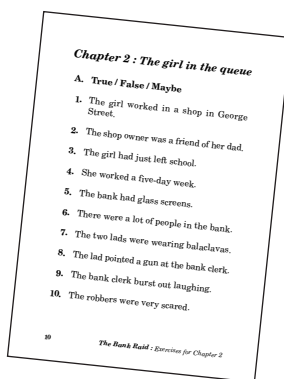 Chapter 2 : The girl in the queue
A. True / False / Maybe
1. The girl worked in a shop in George
Street.
2. The shop owner was a friend of her dad.
3. The girl had just left school.
4. She worked a five-day week.
5. The bank had glass screens.
6. There were a lot of people in the bank.
7. The two lads were wearing balaclavas.
8. The lad pointed a gun at the bank clerk.
9. The bank clerk burst out laughing.
10. The robbers were very scared.
10
The Bank Raid : Exercises for Chapter 2